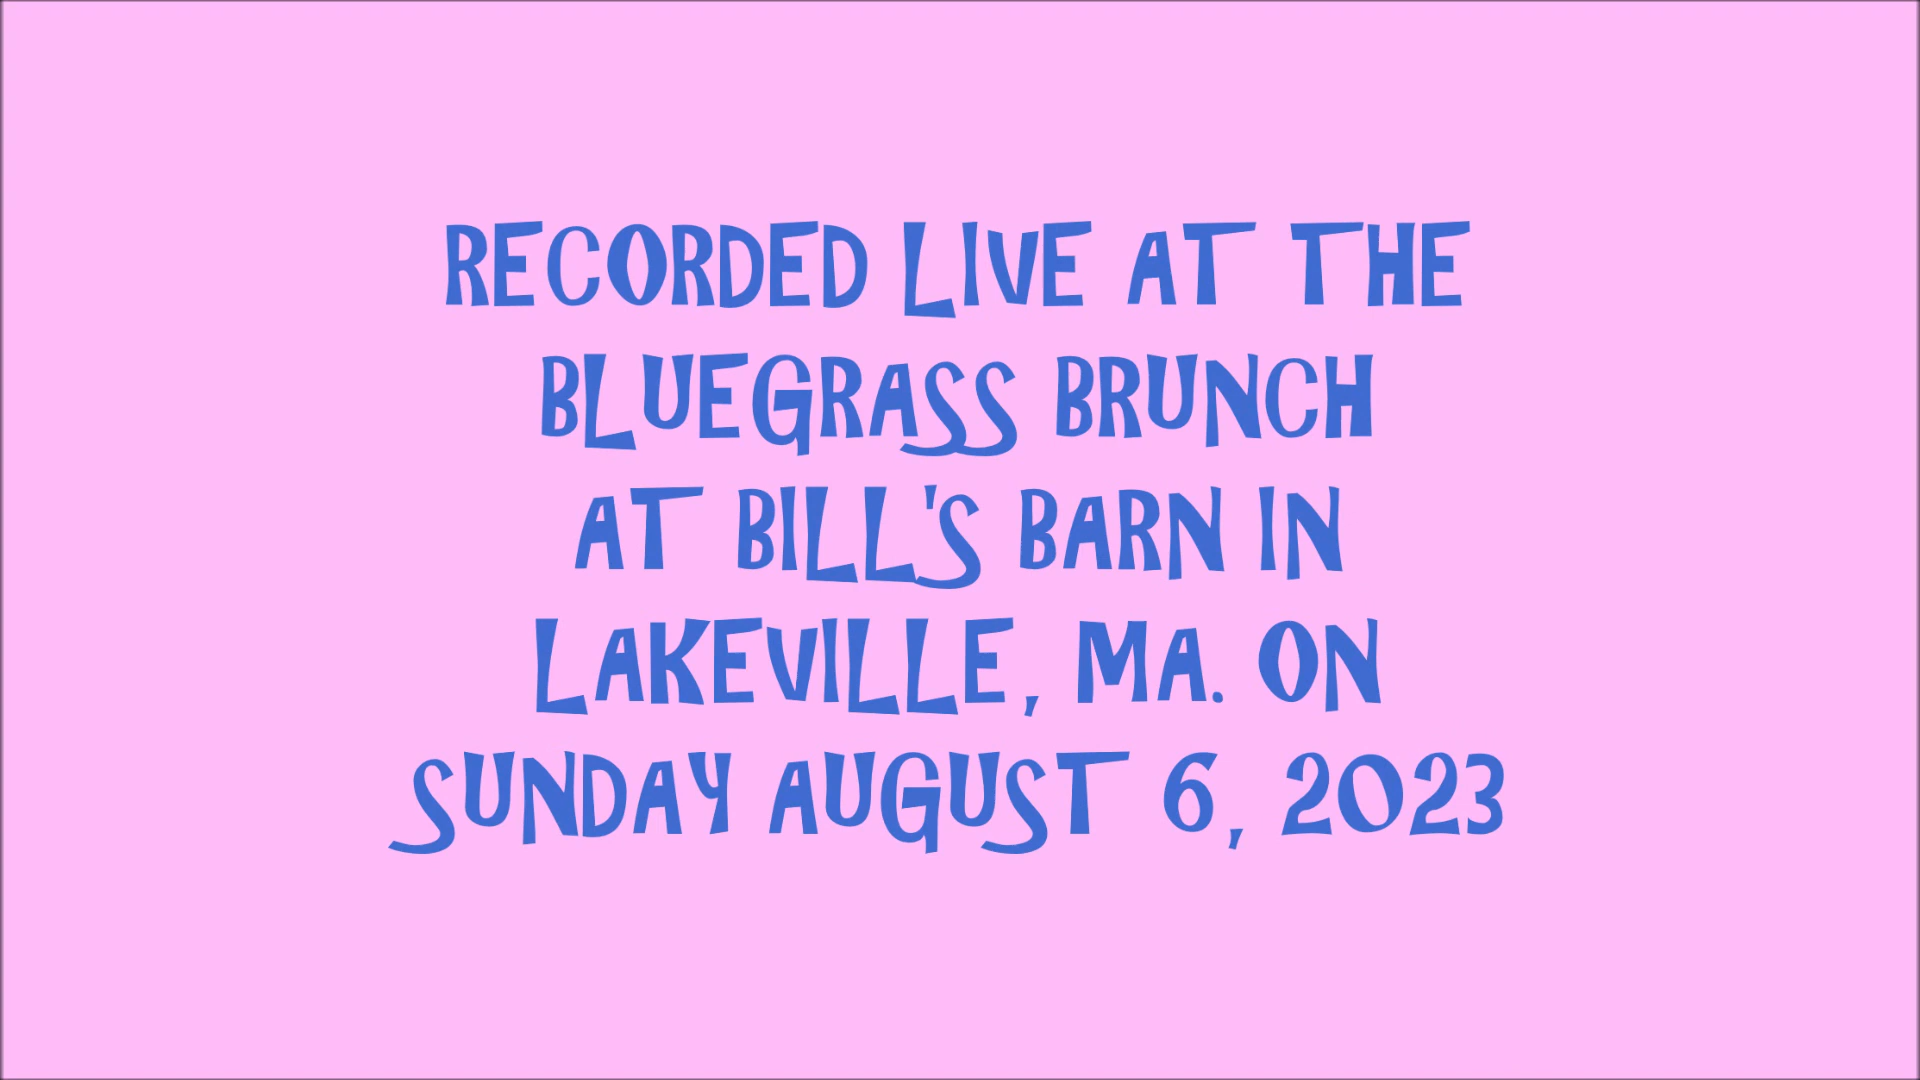 RECORDED LIVE AT THE
BLUEGRASS BRUNCH
AT BILL'S BARN IN
LAKEVILLE, MA. ON
SUNDAY AUGUST 6, 2023